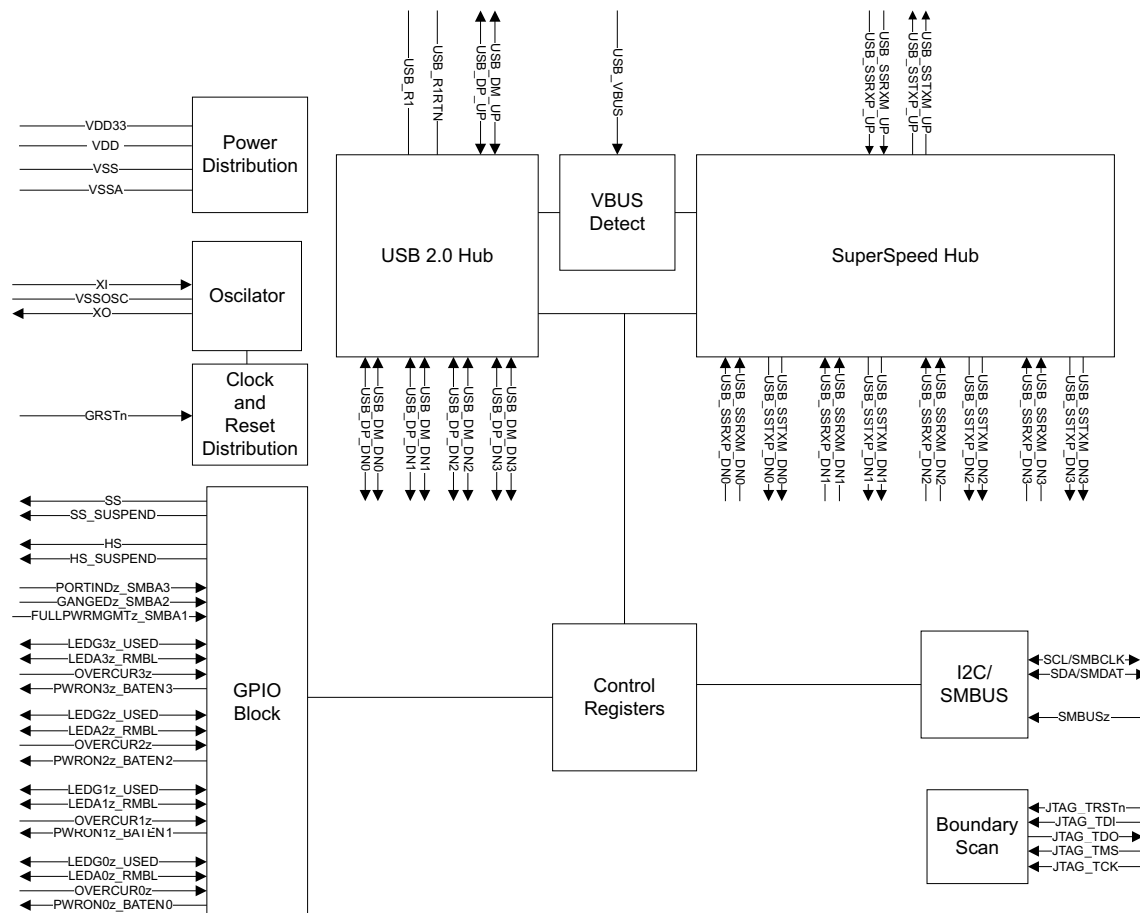 USB_R1
USB_R1RTN
USB_DP_UP
USB_DM_UP
USB_VBUS
USB_SSRXP_UP
USB_SSRXM_UP
USB_SSTXP_UP
USB_SSTXM_UP
VDD33
VDD
VSS
VSSA
Power
Distribution
USB 2.0 Hub
VBUS
Detect
SuperSpeed Hub
XI
VSSOSC
XO
Oscilator
GRSTn
Clock
and
Reset
Distribution
USB_DP_DN0
USB_DM_DN0
USB_DP_DN1
USB_DM_DN1
USB_DP_DN2
USB_DM_DN2
USB_DP_DN3
USB_DM_DN3
USB_SSRXP_DN0
USB_SSRXM_DN0
USB_SSTXP_DN0
USB_SSTXM_DN0
USB_SSRXP_DN1
USB_SSRXM_DN1
USB_SSTXP_DN1
USB_SSTXM_DN1
USB_SSRXP_DN2
USB_SSRXM_DN2
USB_SSTXP_DN2
USB_SSTXM_DN2
USB_SSRXP_DN3
USB_SSRXM_DN3
USB_SSTXP_DN3
USB_SSTXM_DN3
SS
SS_SUSPEND
HS
HS_SUSPEND
PORTINDz_SMBA3
GANGEDz_SMBA2
FULLPWRMGMTz_SMBA1
LEDG3z_USED
LEDA3z_RMBL
OVERCUR3z
PWRON3z_BATEN3
LEDG2z_USED
LEDA2z_RMBL
OVERCUR2z
PWRON2z_BATEN2
LEDG1z_USED
LEDA1z_RMBL
OVERCUR1z
PWRON1z_BATEN1
LEDG0z_USED
LEDA0z_RMBL
OVERCUR0z
PWRON0z_BATEN0
GPIO
Block
Control
Registers
I2C/
SMBUS
SCL/SMBCLK
SDA/SMDAT
SMBUSz
Boundary
Scan
JTAG_TRSTn
JTAG_TDI
JTAG_TDO
JTAG_TMS
JTAG_TCK